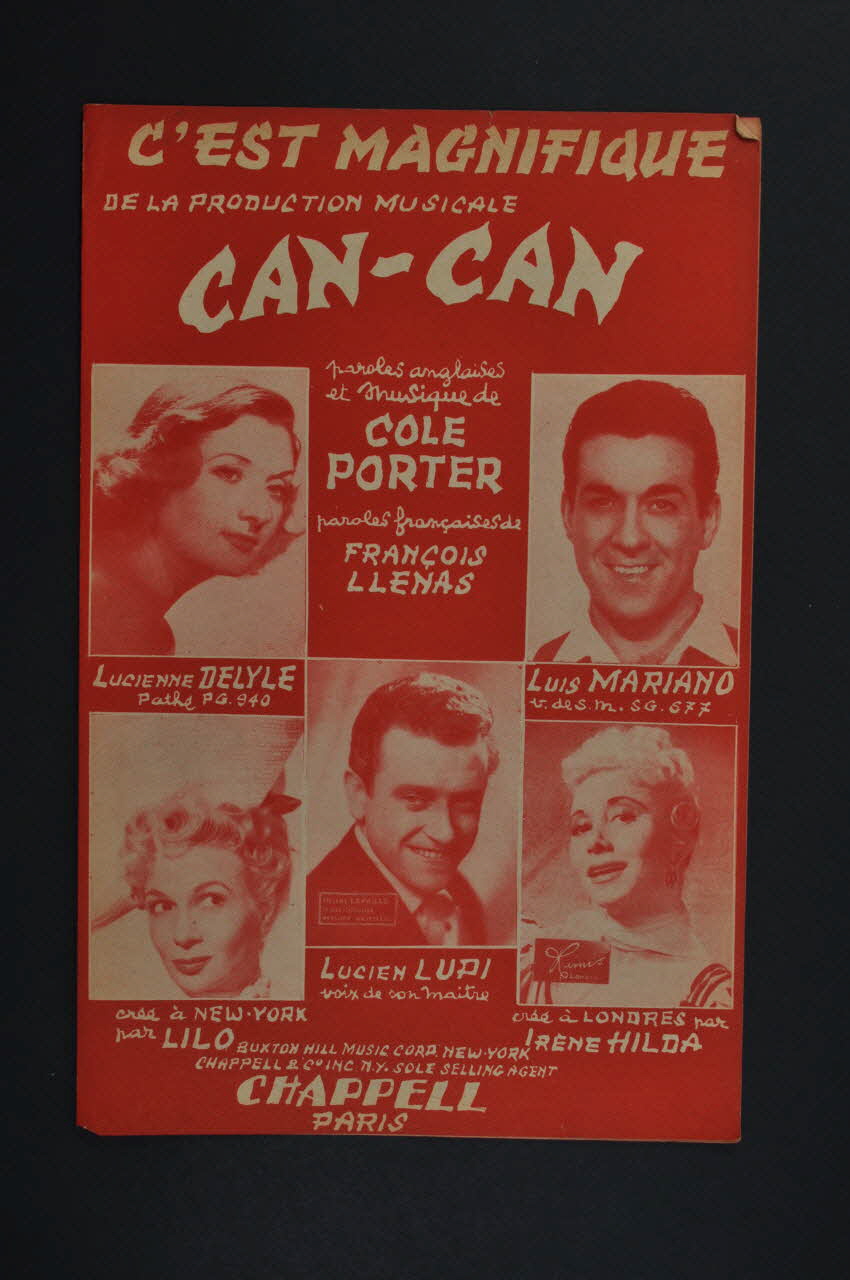 C'EST MAGNIFIQUE
DE LA PRODUCTION MUSICALE
CAN-CAN
paroles anglaises
et Musique de
COLE
PORTER
paroles françaises de
FRANÇOIS
LLENAS
LUCIENNE DELYLE
Pathé PG. 940
LUIS MARIANO
v. de S. M. SG. 677
LUCIEN LUPI
voix de son Maitre
créé à NEW-YORK
par LILO
créé à LONDRES par
IRÈNE HILDA
BUXTON HILL MUSIC CORP. NEW-YORK
CHAPPELL & Co INC N.Y. SOLE SELLING AGENT
CHAPPELL
PARIS